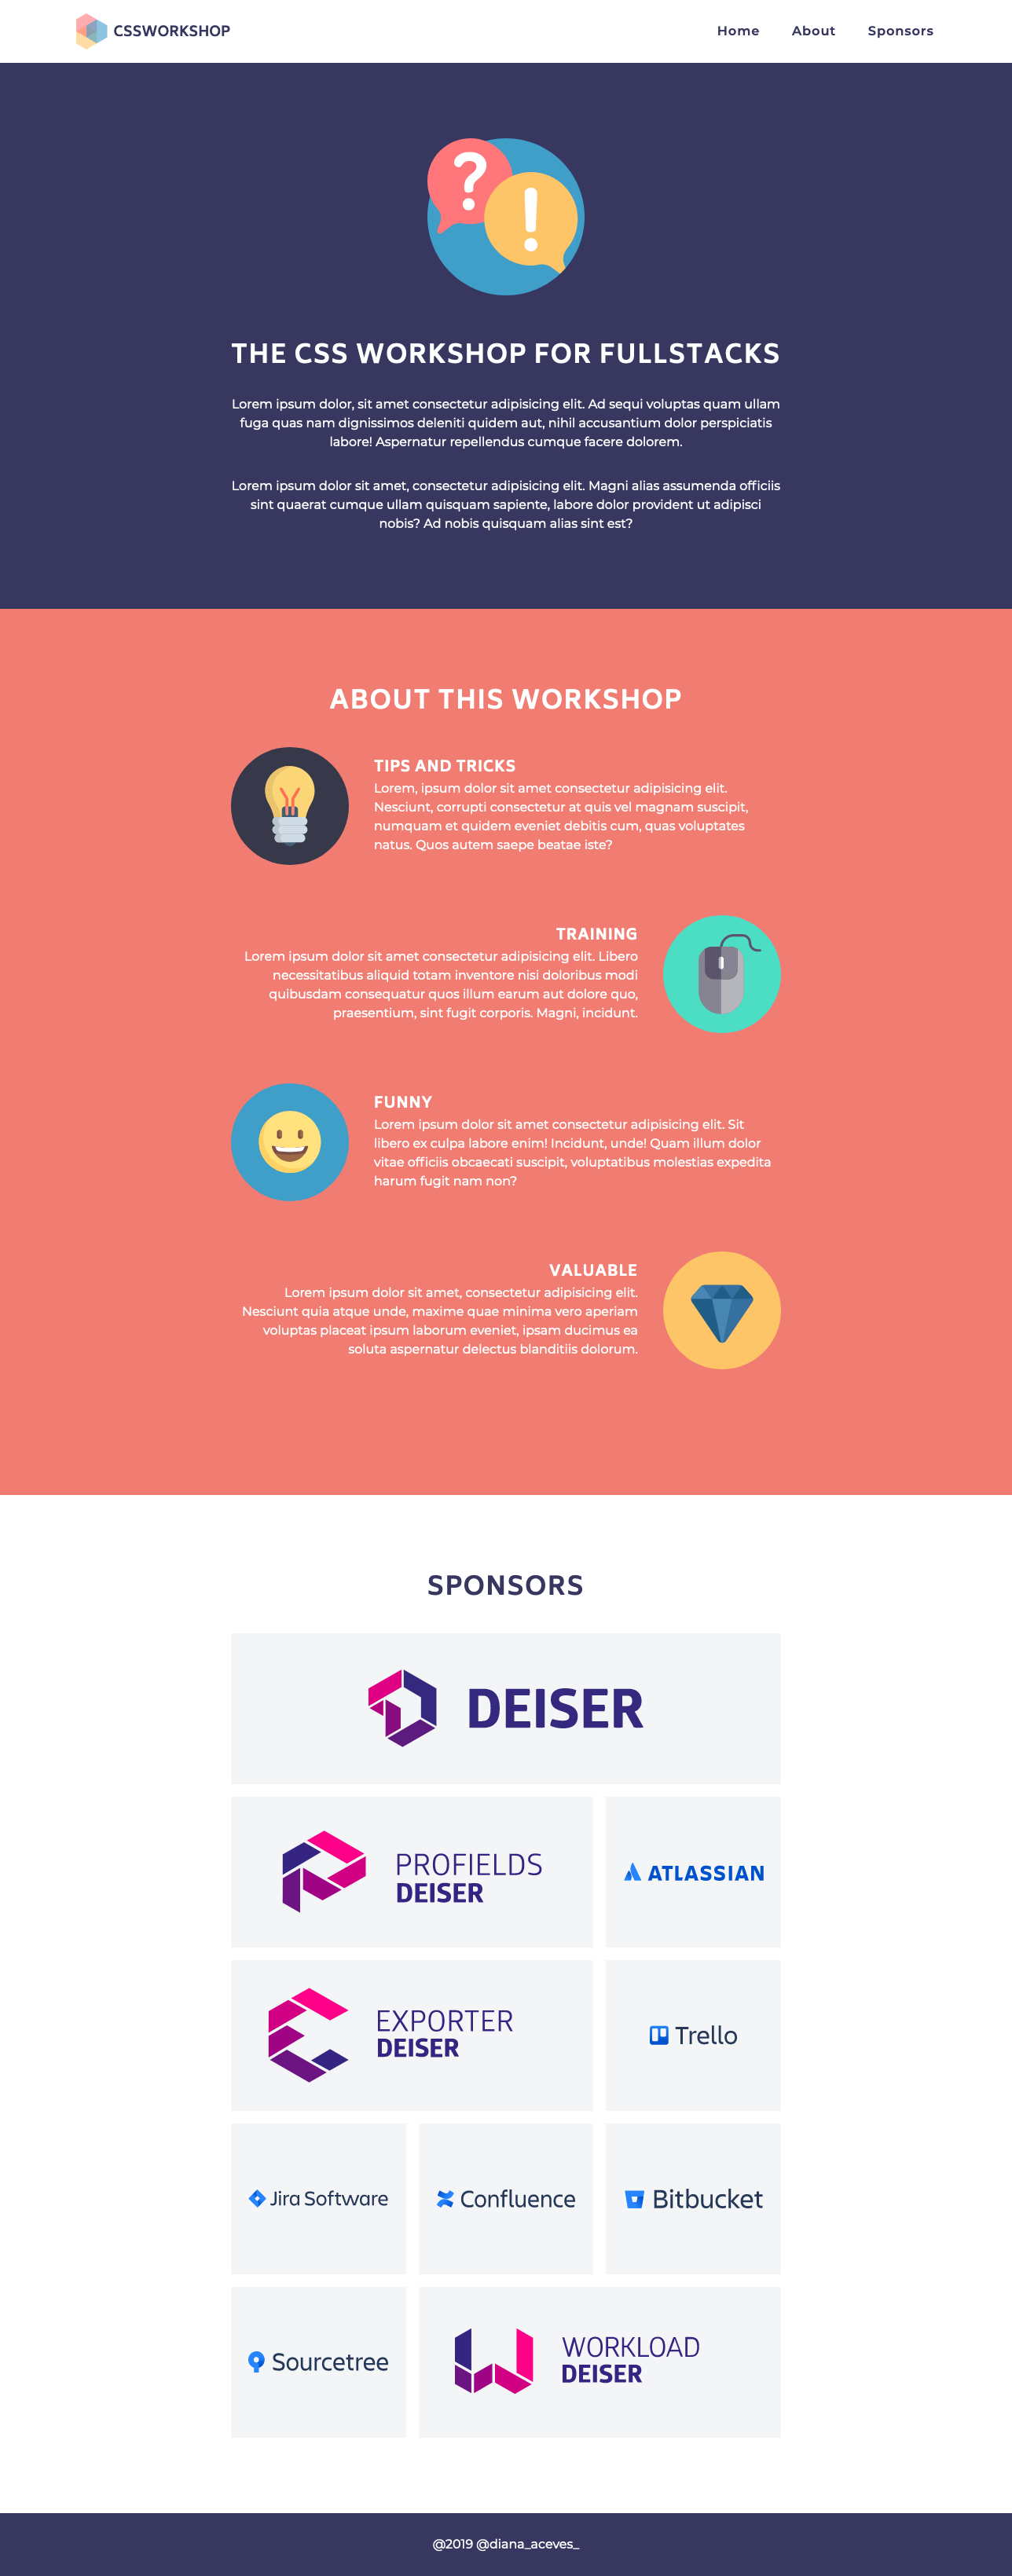 CSSWORKSHOP
Home About Sponsors
?
!
THE CSS WORKSHOP FOR FULLSTACKS
Lorem ipsum dolor, sit amet consectetur adipisicing elit. Ad sequi voluptas quam ullam
fuga quas nam dignissimos deleniti quidem aut, nihil accusantium dolor perspiciatis
labore! Aspernatur repellendus cumque facere dolorem.
Lorem ipsum dolor sit amet, consectetur adipisicing elit. Magni alias assumenda officiis
sint quaerat cumque ullam quisquam sapiente, labore dolor provident ut adipisci
nobis? Ad nobis quisquam alias sint est?
ABOUT THIS WORKSHOP
TIPS AND TRICKS
Lorem, ipsum dolor sit amet consectetur adipisicing elit.
Nesciunt, corrupti consectetur at quis vel magnam suscipit,
numquam et quidem eveniet debitis cum, quas voluptates
natus. Quos autem saepe beatae iste?
TRAINING
Lorem ipsum dolor sit amet consectetur adipisicing elit. Libero
necessitatibus aliquid totam inventore nisi doloribus modi
quibusdam consequatur quos illum earum aut dolore quo,
praesentium, sint fugit corporis. Magni, incidunt.
FUNNY
Lorem ipsum dolor sit amet consectetur adipisicing elit. Sit
libero ex culpa labore enim! Incidunt, unde! Quam illum dolor
vitae officiis obcaecati suscipit, voluptatibus molestias expedita
harum fugit nam non?
VALUABLE
Lorem ipsum dolor sit amet, consectetur adipisicing elit.
Nesciunt quia atque unde, maxime quae minima vero aperiam
voluptas placeat ipsum laborum eveniet, ipsam ducimus ea
soluta aspernatur delectus blanditiis dolorum.
SPONSORS
DEISER
PROFIELDS
DEISER
ATLASSIAN
EXPORTER
DEISER
Trello
Jira Software
Confluence
Bitbucket
Sourcetree
WORKLOAD
DEISER
@2019 @diana_aceves_